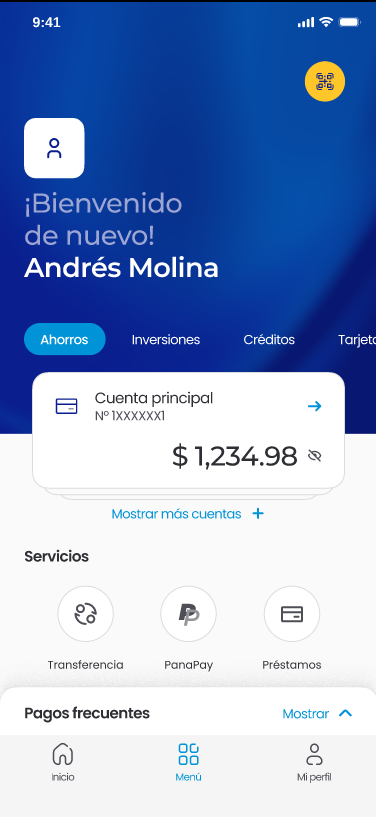 9:41
¡Bienvenido
de nuevo!
Andrés Molina
Ahorros Inversiones Créditos Tarjeta
Cuenta principal
Nº 1XXXXXX1
$ 1,234.98
Mostrar más cuentas +
Servicios
Transferencia PanaPay Préstamos
Pagos frecuentes Mostrar
Inicio Menú Mi perfil